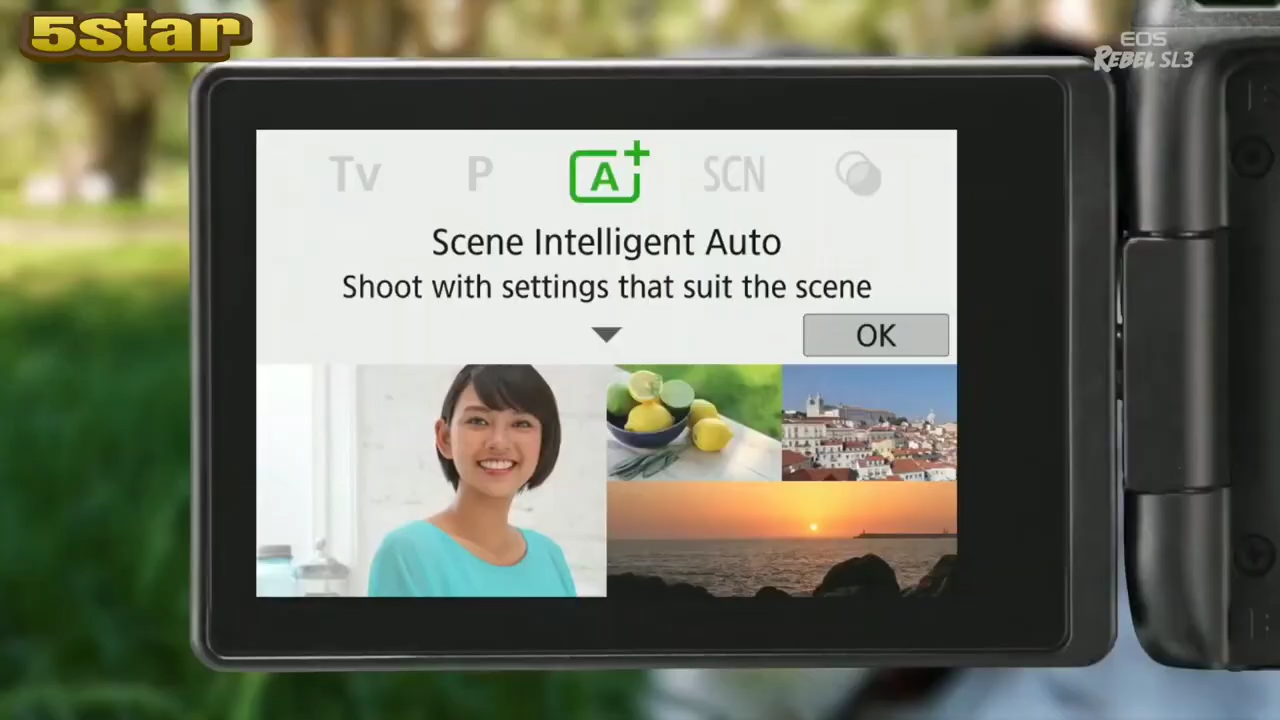 5star
EOS
REBEL SL3
Tv P A+ SCN
Scene Intelligent Auto
Shoot with settings that suit the scene
OK